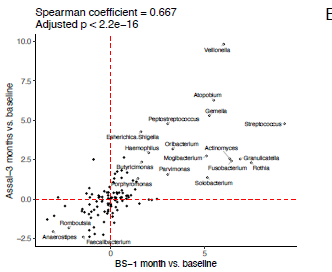 Spearman coefficient = 0.667
Adjusted p < 2.2e−16
E
10.0
Veillonella
7.5
Atopobium
Gemella
Peptostreptococcus
Streptococcus
5.0
Escherichia.Shigella
Oribacterium
Haemophilus
Actinomyces
Mogibacterium
Granulicatella
2.5
Butyricimonas
Fusobacterium
Rothia
Parvimonas
Porphyromonas
Solobacterium
0.0
Romboutsia
Anaerostipes
Faecalibacterium
−2.5
0
5
Assal−3 months vs. baseline
BS−1 month vs. baseline